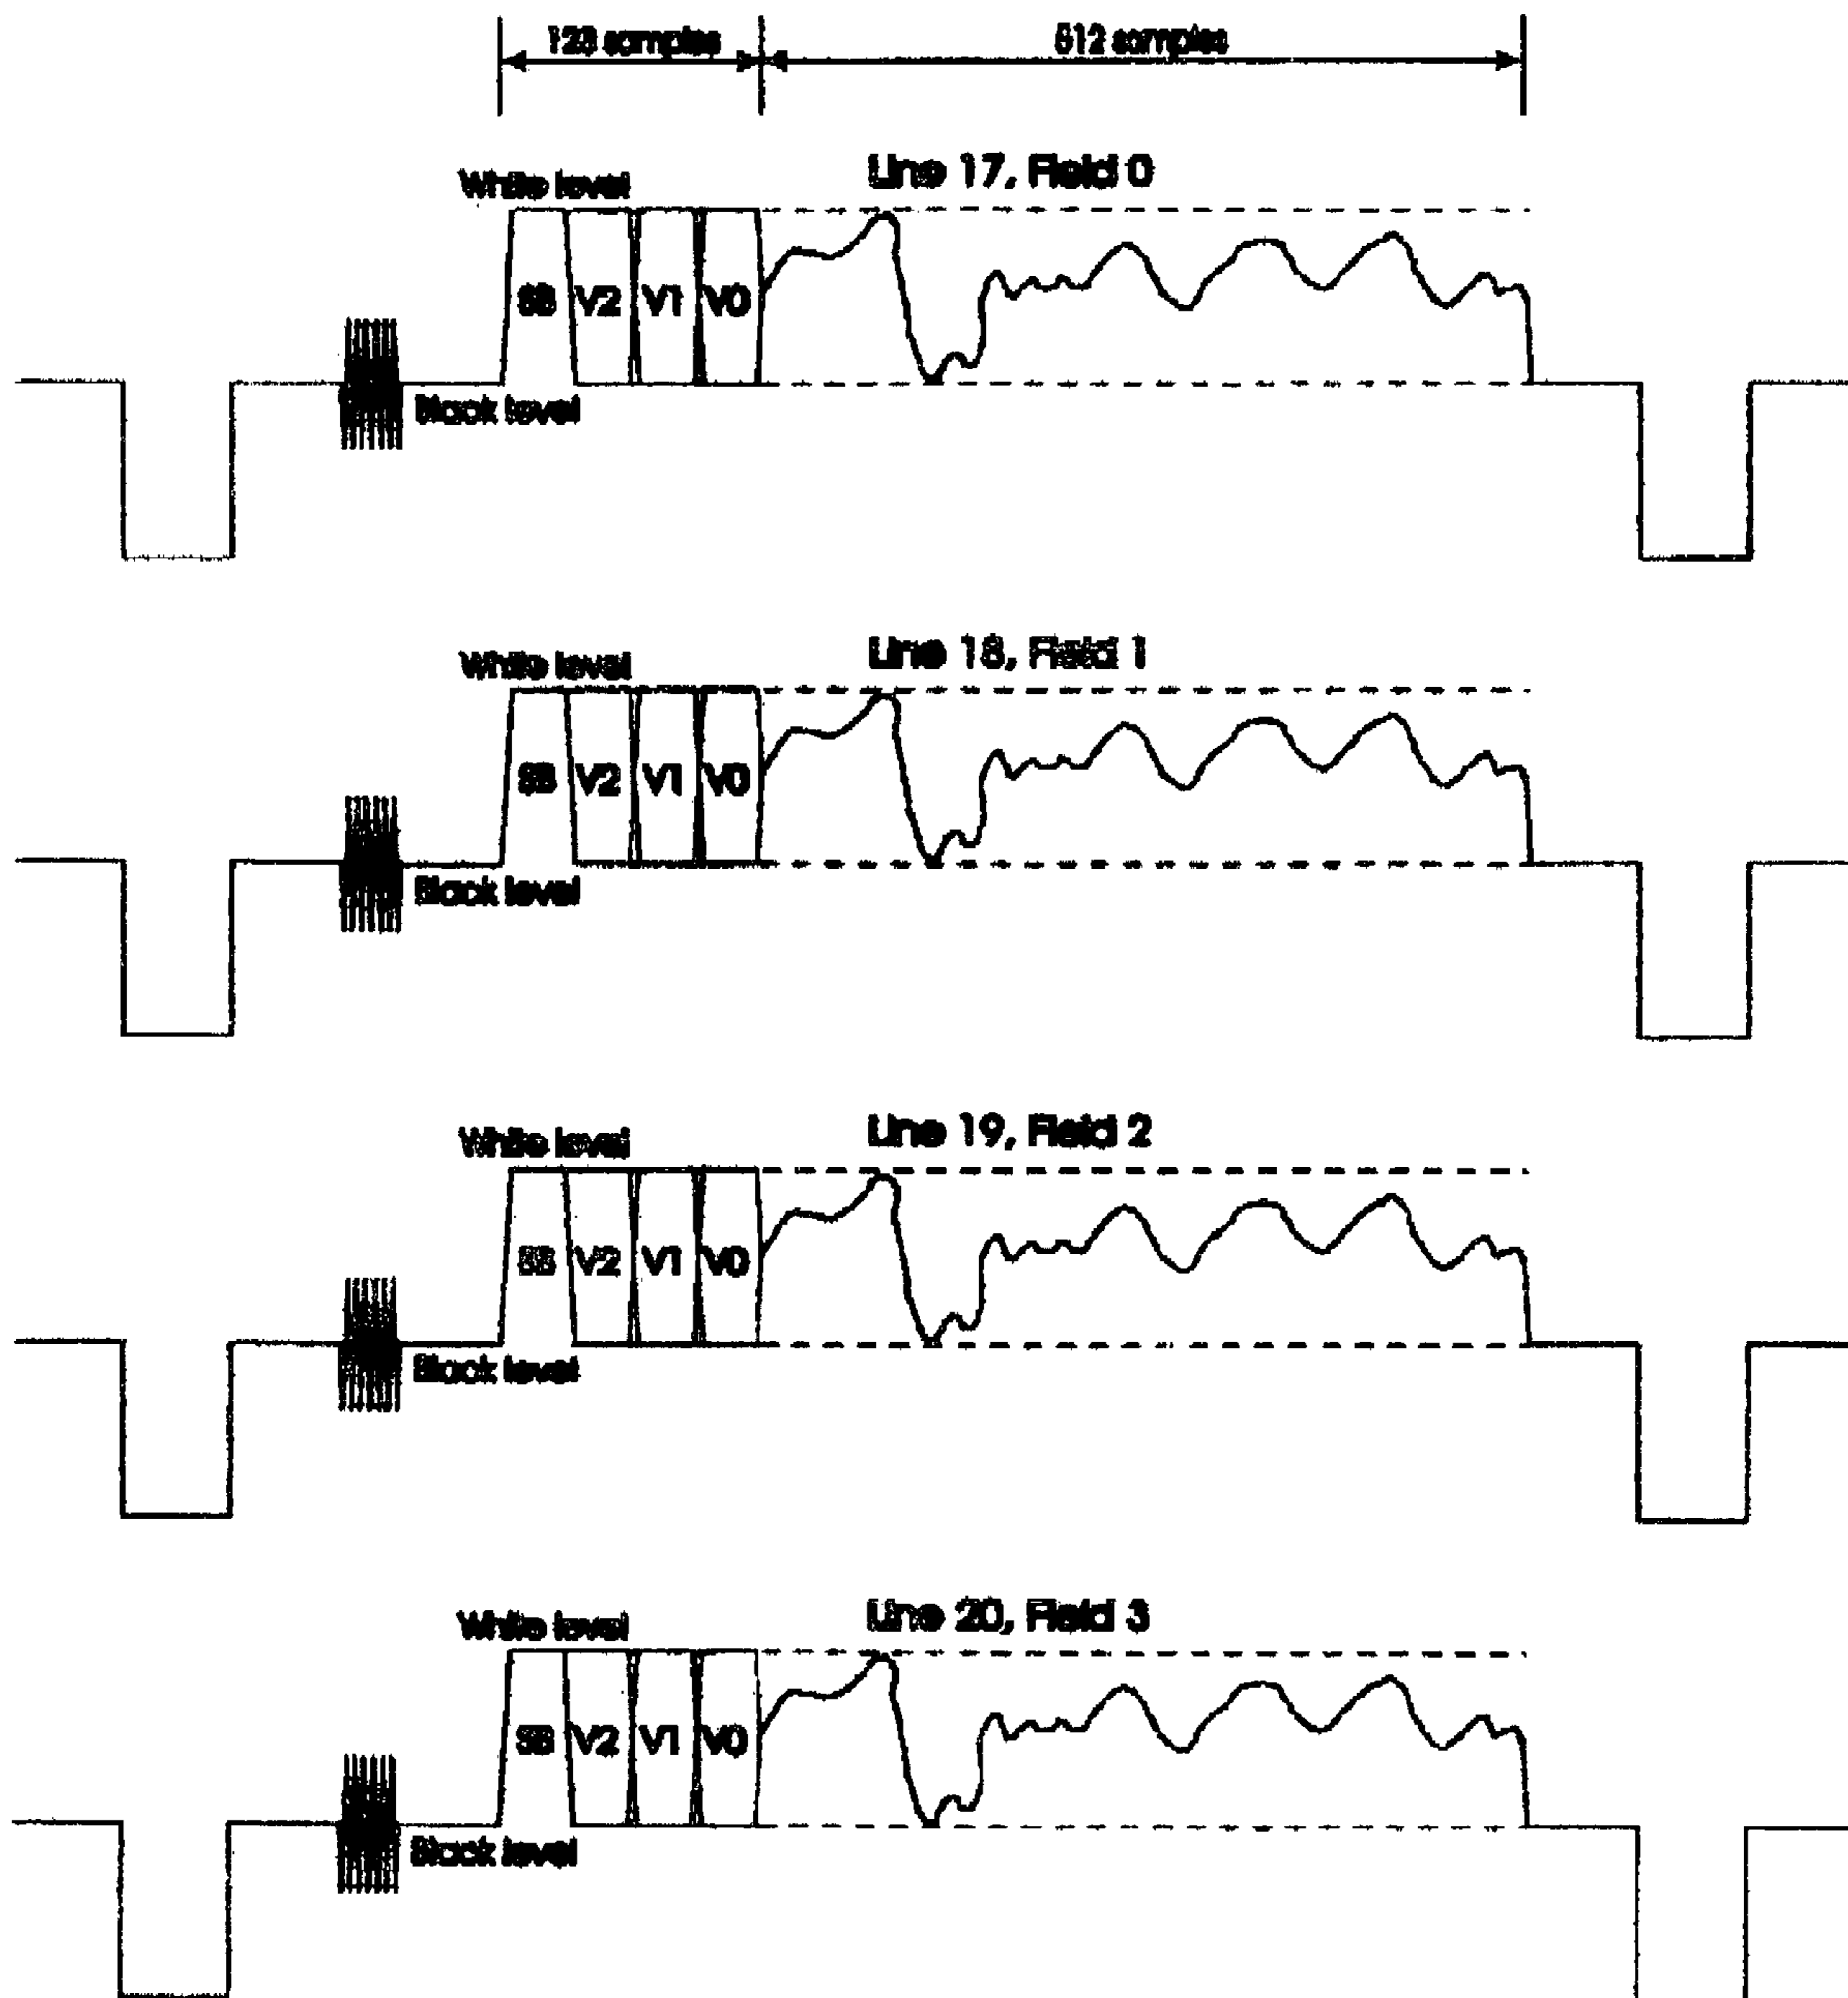 128 samples 512 samples
Line 17, Field 0
White level
SB V2 V1 V0
Black level
Line 18, Field 1
White level
SB V2 V1 V0
Black level
Line 19, Field 2
White level
SB V2 V1 V0
Black level
Line 20, Field 3
White level
SB V2 V1 V0
Black level